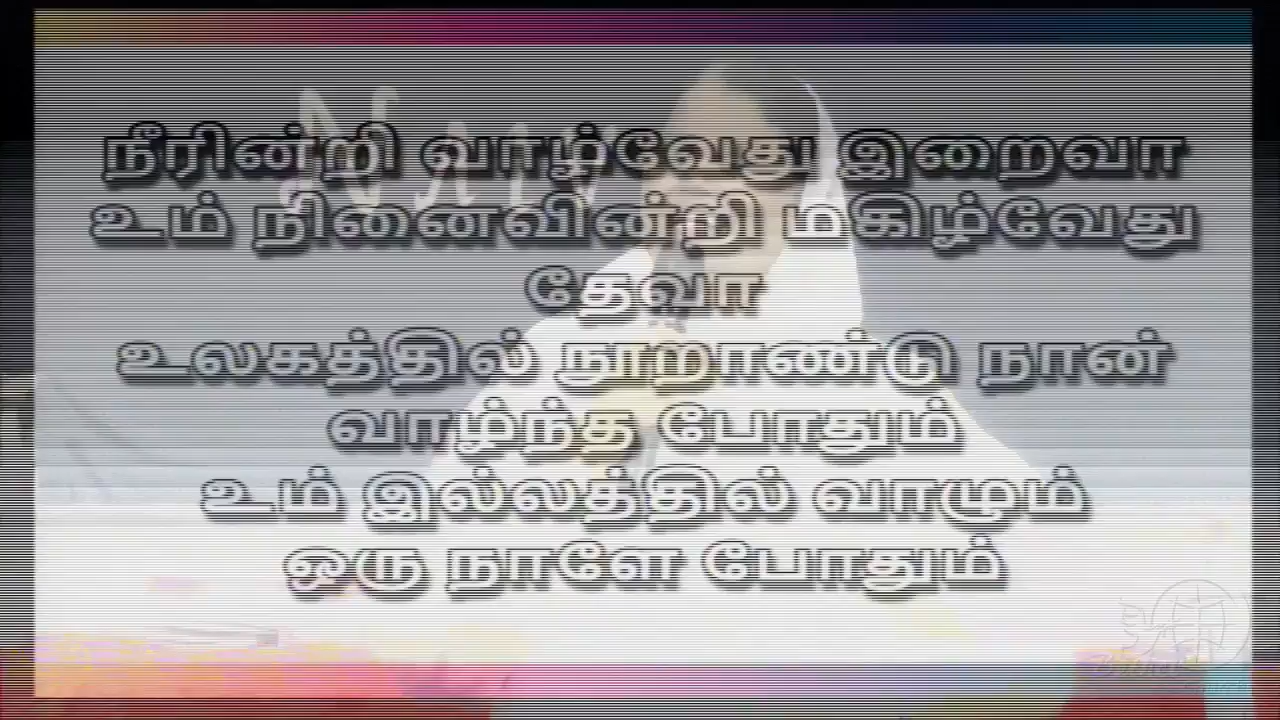 நீரின்றி வாழ்வேது இறைவா
உம் நினைவின்றி மகிழ்வேது
தேவா
உலகத்தில் நூறாண்டு நான்
வாழ்ந்த போதும்
உம் இல்லத்தில் வாழும்
ஒரு நாளே போதும்